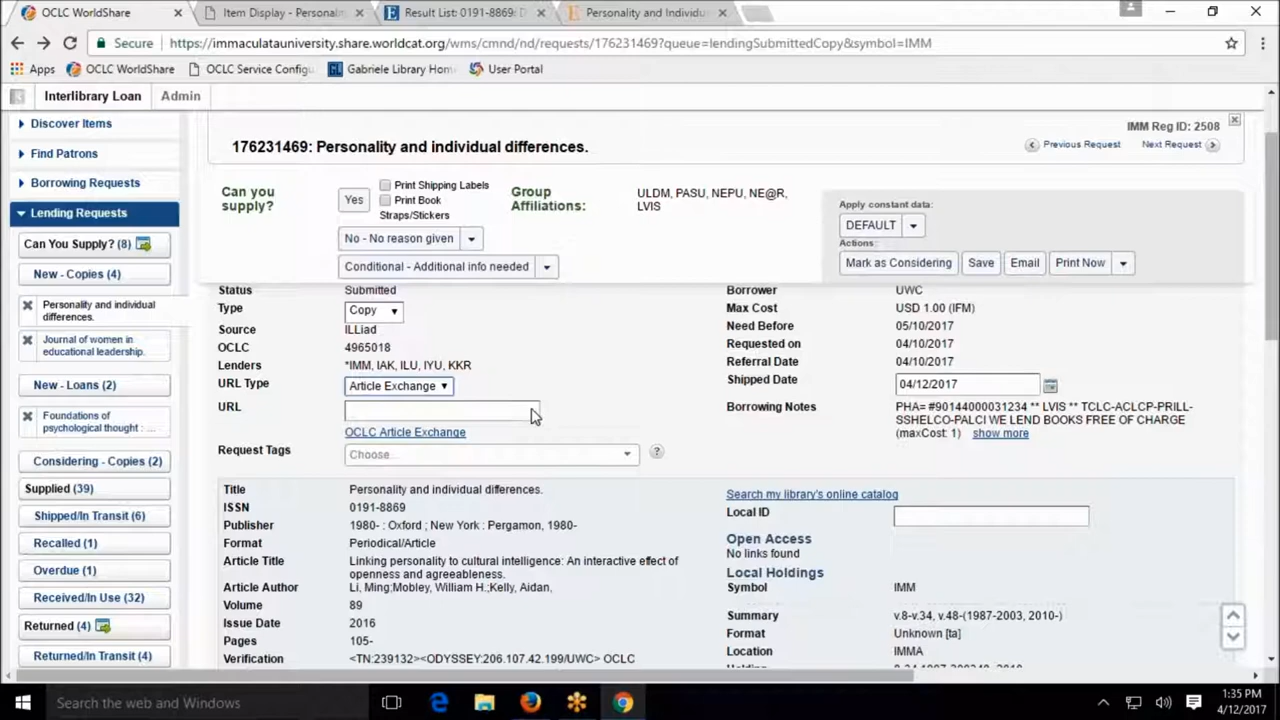 OCLC WorldShare
Item Display - Personali
Result List: 0191-8869: D
Personality and Individu
Secure
https://immaculatauniversity.share.worldcat.org/wms/cmnd/nd/requests/176231469?queue=lendingSubmittedCopy&symbol=IMM
Apps
OCLC WorldShare
OCLC Service Config
Gabriele Library Hom
User Portal
Interlibrary Loan
Admin
Discover Items
Find Patrons
Borrowing Requests
Lending Requests
Can You Supply? (8)
New - Copies (4)
Personality and individual
differences.
Journal of women in
educational leadership.
New - Loans (2)
Foundations of
psychological thought : ...
Considering - Copies (2)
Supplied (39)
Shipped/In Transit (6)
Recalled (1)
Overdue (1)
Received/In Use (32)
Returned (4)
Returned/In Transit (4)
IMM Reg ID: 2508
176231469: Personality and individual differences.
Previous Request
Next Request
Can you
supply?
Yes
Print Shipping Labels
Print Book
Straps/Stickers
Group
Affiliations:
ULDM, PASU, NEPU, NE@R,
LVIS
No - No reason given
Conditional - Additional info needed
Apply constant data:
DEFAULT
Actions:
Mark as Considering
Save
Email
Print Now
Status
Submitted
Type
Copy
Source
ILLiad
OCLC
4965018
Lenders
*IMM, IAK, ILU, IYU, KKR
URL Type
Article Exchange
URL
OCLC Article Exchange
Request Tags
Choose...
?
Borrower
UWC
Max Cost
USD 1.00 (IFM)
Need Before
05/10/2017
Requested on
04/10/2017
Referral Date
04/10/2017
Shipped Date
04/12/2017
Borrowing Notes
PHA= #90144000031234 ** LVIS ** TCLC-ACLCP-PRILL-
SSHELCO-PALCI WE LEND BOOKS FREE OF CHARGE
(maxCost: 1) show more
Title
Personality and individual differences.
ISSN
0191-8869
Publisher
1980- : Oxford ; New York : Pergamon, 1980-
Format
Periodical/Article
Article Title
Linking personality to cultural intelligence: An interactive effect of
openness and agreeableness.
Article Author
Li, Ming;Mobley, William H.;Kelly, Aidan,
Volume
89
Issue Date
2016
Pages
105-
Verification
<TN:239132><ODYSSEY:206.107.42.199/UWC> OCLC
Search my library's online catalog
Local ID
Open Access
No links found
Local Holdings
Symbol
IMM
Summary
v.8-v.34, v.48-(1987-2003, 2010-)
Format
Unknown [ta]
Location
IMMA
Search the web and Windows
1:35 PM
4/12/2017